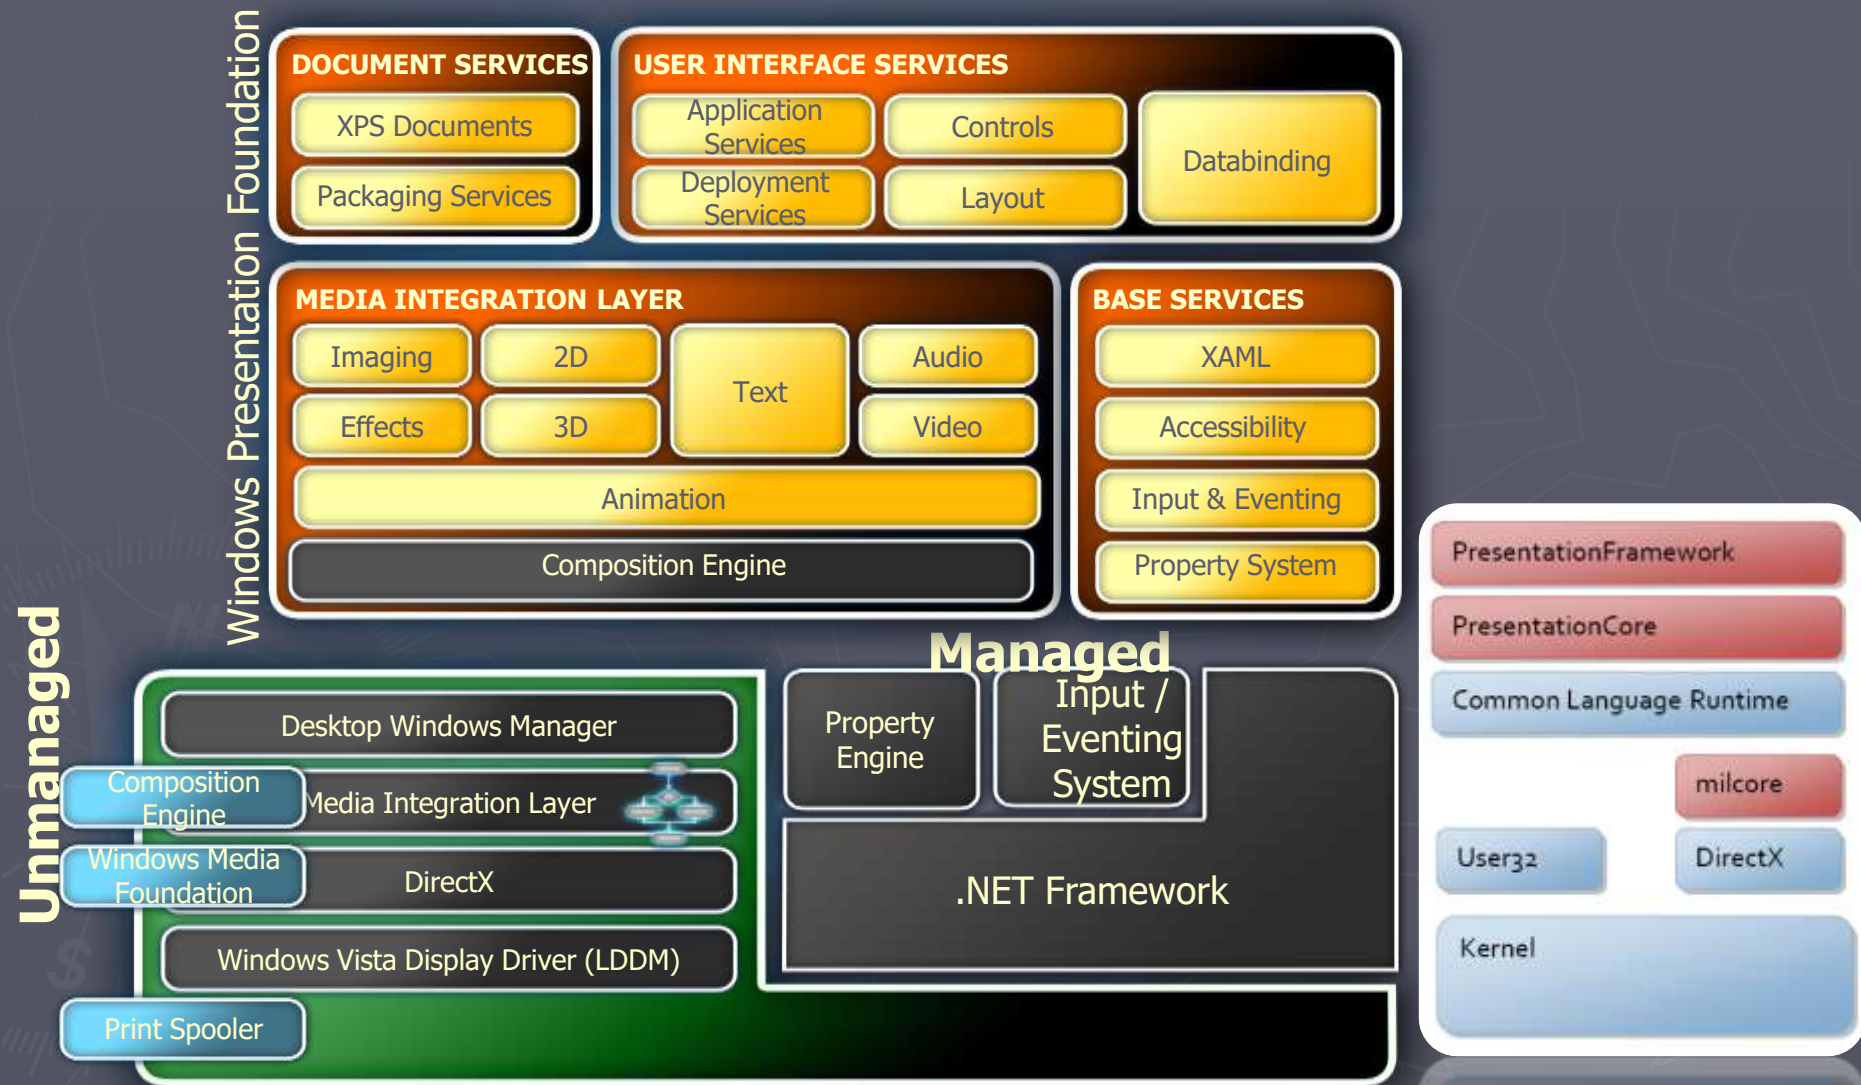 Windows Presentation Foundation
DOCUMENT SERVICES
XPS Documents
Packaging Services
USER INTERFACE SERVICES
Application
Services
Controls
Databinding
Deployment
Services
Layout
MEDIA INTEGRATION LAYER
Imaging
2D
Text
Audio
Effects
3D
Video
Animation
Composition Engine
BASE SERVICES
XAML
Accessibility
Input & Eventing
Property System
Unmanaged
Managed
Desktop Windows Manager
Composition
Engine
Media Integration Layer
Windows Media
Foundation
DirectX
Windows Vista Display Driver (LDDM)
Print Spooler
Property
Engine
Input /
Eventing
System
.NET Framework
PresentationFramework
PresentationCore
Common Language Runtime
milcore
User32
DirectX
Kernel
N
S